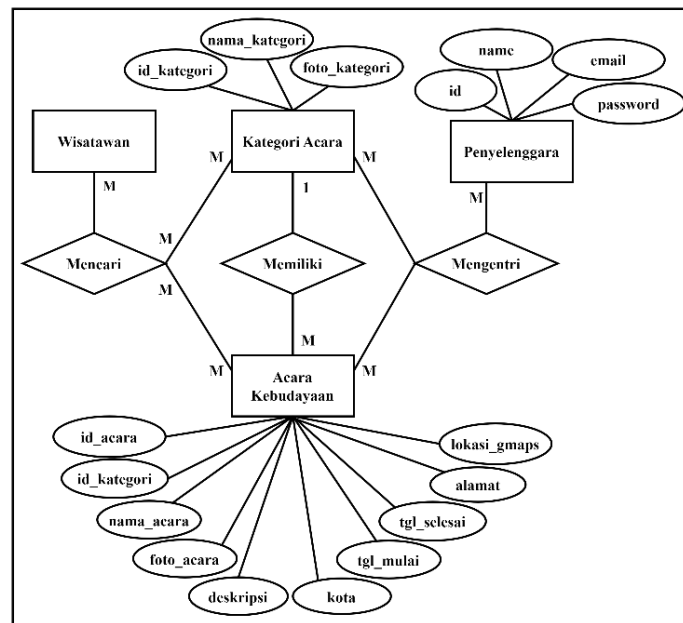 nama_kategori
id_kategori
foto_kategori
name
email
id
password
Wisatawan
Kategori Acara
Penyelenggara
M
M
1
M
M
Mencari
M
M
Memiliki
Mengentri
M
M
M
Acara
Kebudayaan
id_acara
id_kategori
nama_acara
foto_acara
deskripsi
kota
tgl_mulai
tgl_selesai
alamat
lokasi_gmaps